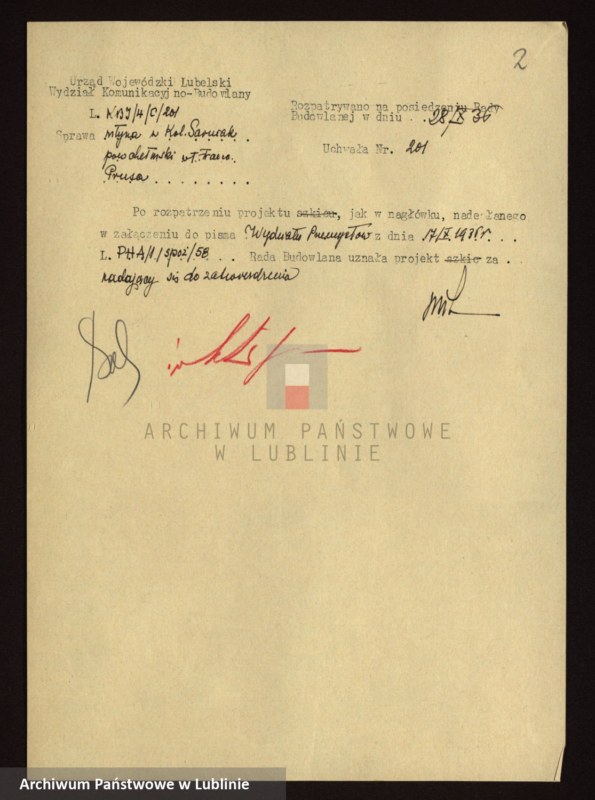 2
Urząd Wojewódzki Lubelski
Wydział Komunikacyjno-Budowlany
L. KBJ/4/C/201
Sprawa młyna w Kol. Sawurak
pow. chełmski wł. Franc.
Prusa . . . . . . . .
Rozpatrywano na posiedzeniu Rady
Budowlanej w dniu . . 28/X 36
Uchwała Nr. 201
Po rozpatrzeniu projektu szkicu, jak w nagłówku, nadesłanego
w załączeniu do pisma Wydziału Przemysłow z dnia 17/X 1936 r. . .
L. PHA/1/spoż/58 . . Rada Budowlana uznała projekt szkic za . .
nadający się do zatwierdzenia
ARCHIWUM PAŃSTWOWE
W LUBLINIE
Archiwum Państwowe w Lublinie